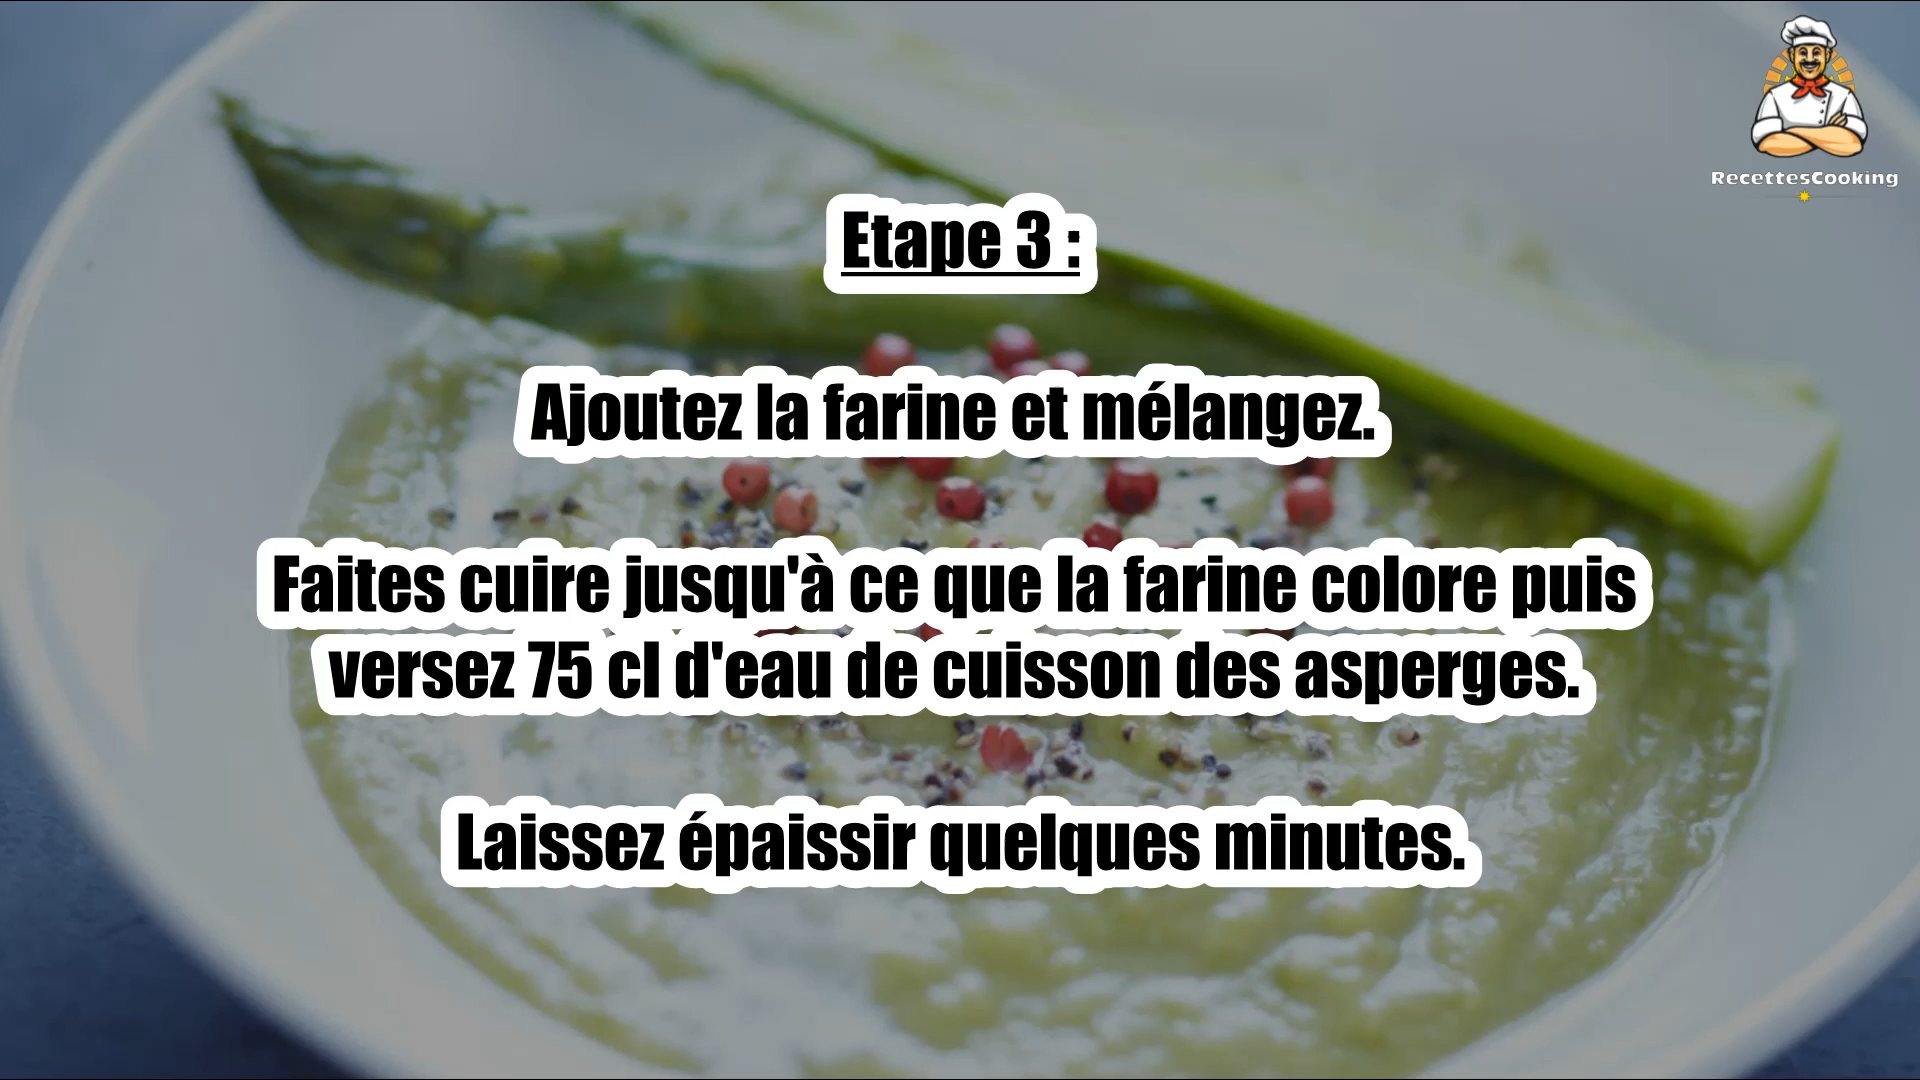 RecettesCooking
Etape 3 :
Ajoutez la farine et mélangez.
Faites cuire jusqu'à ce que la farine colore puis
versez 75 cl d'eau de cuisson des asperges.
Laissez épaissir quelques minutes.